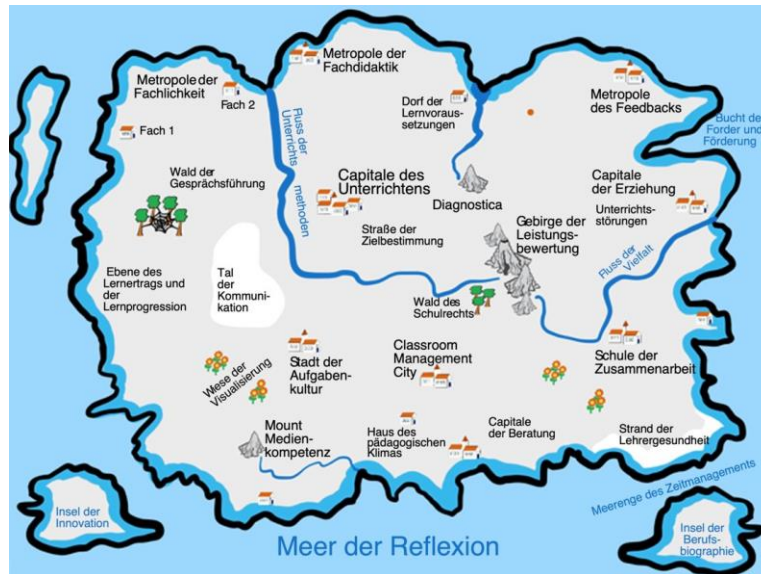 Metropole der
Fachdidaktik
Metropole der
Fachlichkeit
Fach 2
Fach 1
Dorf der
Lernvoraus-
setzungen
Metropole
des Feedbacks
Bucht der
Forder und
Förderung
Fluss der
Unterrichts
methoden
Wald der
Gesprächsführung
Capitale des
Unterrichtens
Diagnostica
Capitale
der Erziehung
Unterrichts-
störungen
Straße der
Zielbestimmung
Gebirge der
Leistungs-
bewertung
Fluss der
Vielfalt
Ebene des
Lernertrags und
der
Lernprogression
Tal
der
Kommuni-
kation
Wald des
Schulrechts
Wiese der
Visualisierung
Stadt der
Aufgaben-
kultur
Classroom
Management
City
Schule der
Zusammenarbeit
Mount
Medien-
kompetenz
Haus des
pädagogischen
Klimas
Capitale
der Beratung
Strand der
Lehrergesundheit
Meerenge des Zeitmanagements
Insel der
Innovation
Meer der Reflexion
Insel der
Berufs-
biographie